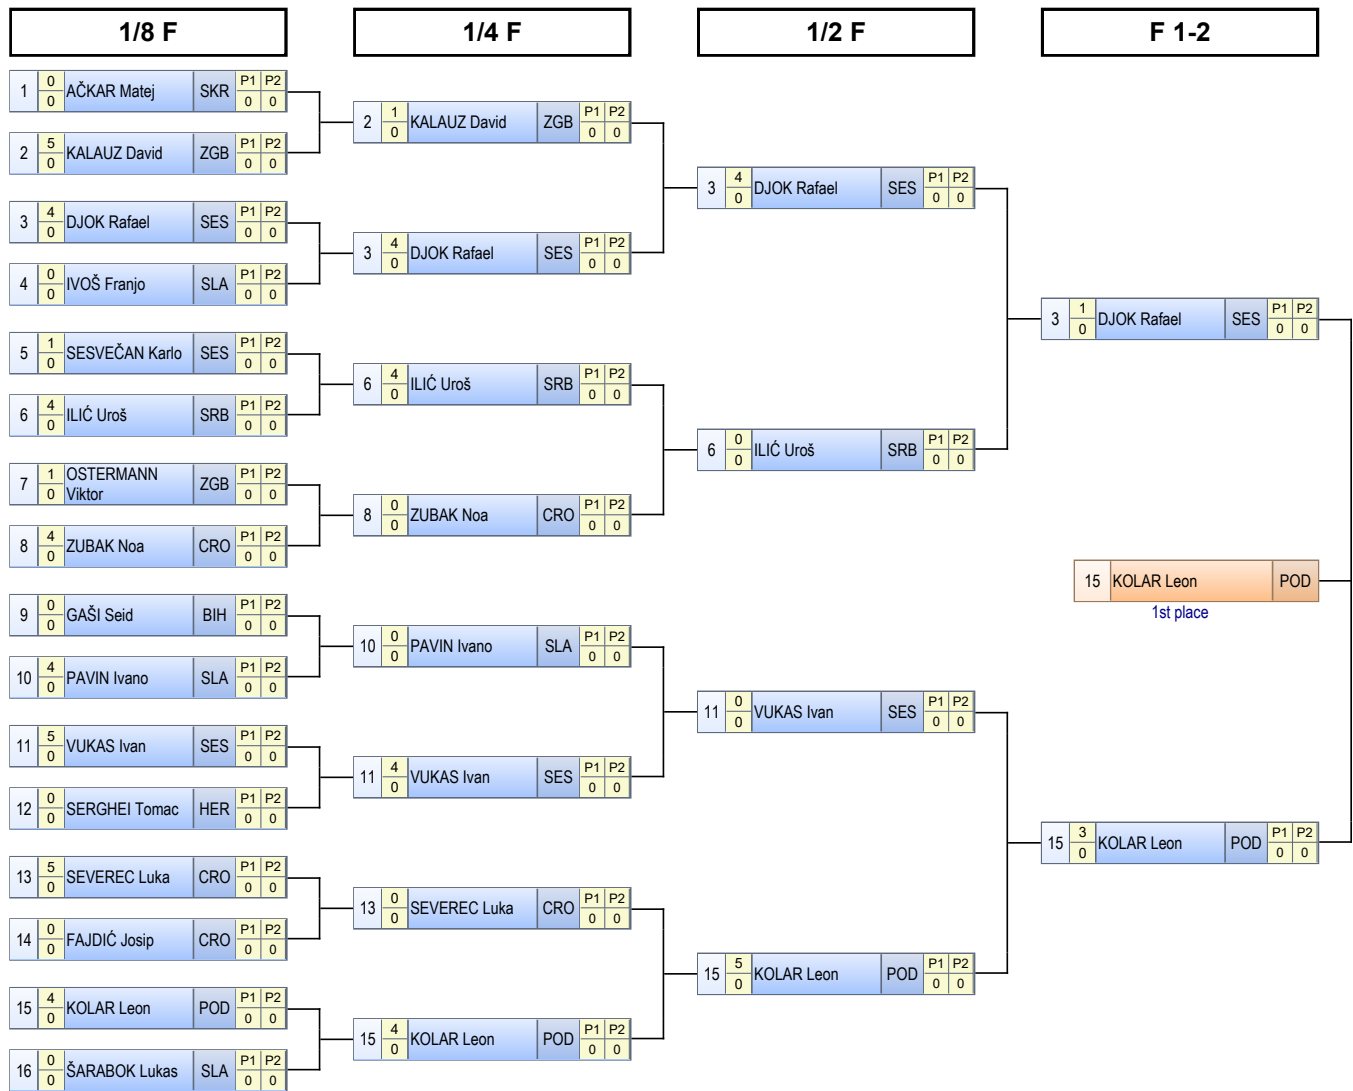 1/8 F
1/4 F
1/2 F
F 1-2
1 0 0 AČKAR Matej SKR P1 P2 0 0
2 5 0 KALAUZ David ZGB P1 P2 0 0
3 4 0 DJOK Rafael SES P1 P2 0 0
4 0 0 IVOŠ Franjo SLA P1 P2 0 0
5 1 0 SESVEČAN Karlo SES P1 P2 0 0
6 4 0 ILIĆ Uroš SRB P1 P2 0 0
7 1 0 OSTERMANN
Viktor ZGB P1 P2 0 0
8 4 0 ZUBAK Noa CRO P1 P2 0 0
9 0 0 GAŠI Seid BIH P1 P2 0 0
10 4 0 PAVIN Ivano SLA P1 P2 0 0
11 5 0 VUKAS Ivan SES P1 P2 0 0
12 0 0 SERGHEI Tomac HER P1 P2 0 0
13 5 0 SEVEREC Luka CRO P1 P2 0 0
14 0 0 FAJDIĆ Josip CRO P1 P2 0 0
15 4 0 KOLAR Leon POD P1 P2 0 0
16 0 0 ŠARABOK Lukas SLA P1 P2 0 0
2 1 0 KALAUZ David ZGB P1 P2 0 0
3 4 0 DJOK Rafael SES P1 P2 0 0
6 4 0 ILIĆ Uroš SRB P1 P2 0 0
8 0 0 ZUBAK Noa CRO P1 P2 0 0
10 0 0 PAVIN Ivano SLA P1 P2 0 0
11 4 0 VUKAS Ivan SES P1 P2 0 0
13 0 0 SEVEREC Luka CRO P1 P2 0 0
15 4 0 KOLAR Leon POD P1 P2 0 0
3 4 0 DJOK Rafael SES P1 P2 0 0
6 0 0 ILIĆ Uroš SRB P1 P2 0 0
11 0 0 VUKAS Ivan SES P1 P2 0 0
15 5 0 KOLAR Leon POD P1 P2 0 0
3 1 0 DJOK Rafael SES P1 P2 0 0
15 KOLAR Leon POD
1st place
15 3 0 KOLAR Leon POD P1 P2 0 0